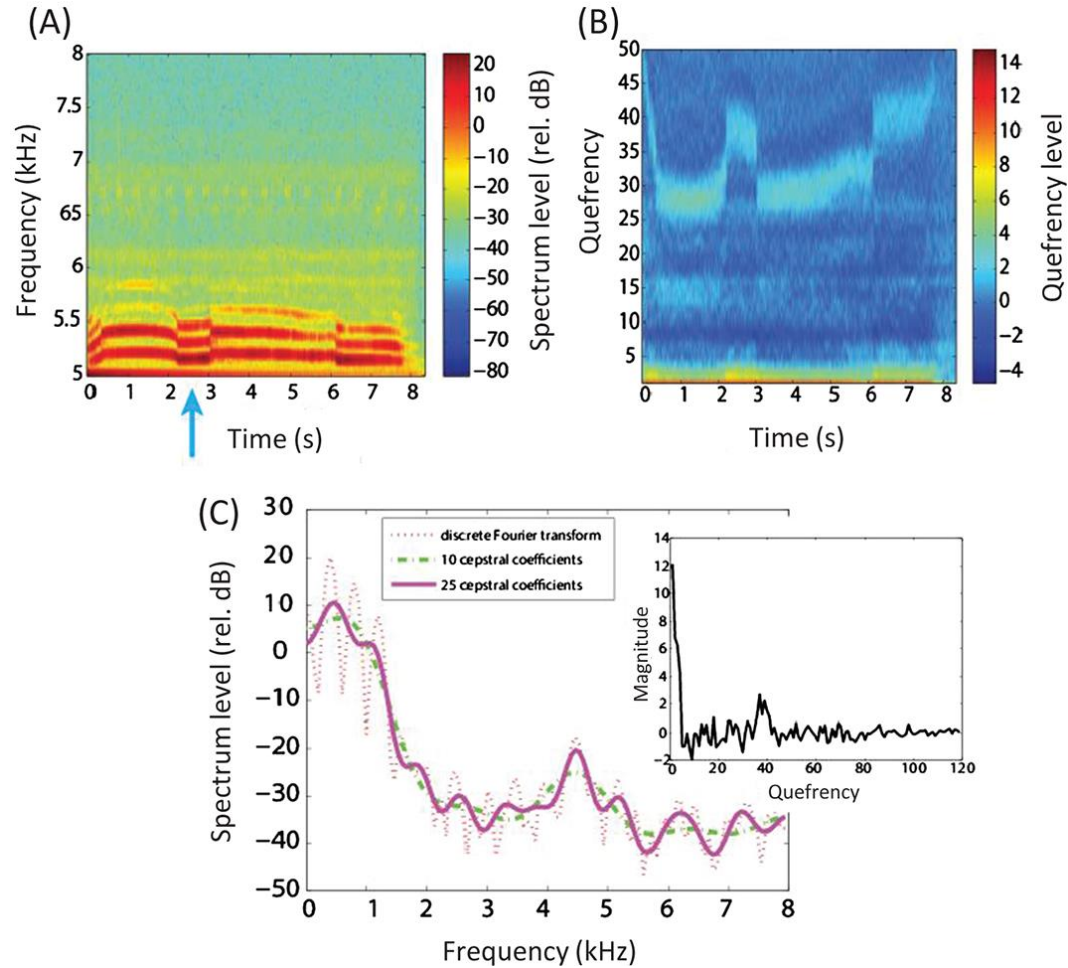 (A)
8
7.5
7
65
6
5.5
5
Frequency (kHz)
0 1 2 3 4 5 6 7 8
Time (s)
20
10
0
−10
−20
−30
−40
−50
−60
−70
−80
Spectrum level (rel. dB)
(B)
50
45
40
35
30
25
20
15
10
5
Quefrency
0 1 2 3 4 5 6 7 8
Time (s)
14
12
10
8
6
4
2
0
−2
−4
Quefrency level
(C)
30
20
10
0
−10
−20
−30
−40
−50
Spectrum level (rel. dB)
discrete Fourier transform
10 cepstral coefficients
25 cepstral coefficients
0 1 2 3 4 5 6 7 8
Frequency (kHz)
14
12
10
8
6
4
2
0
−2
Magnitude
0 20 40 60 80 100 120
Quefrency